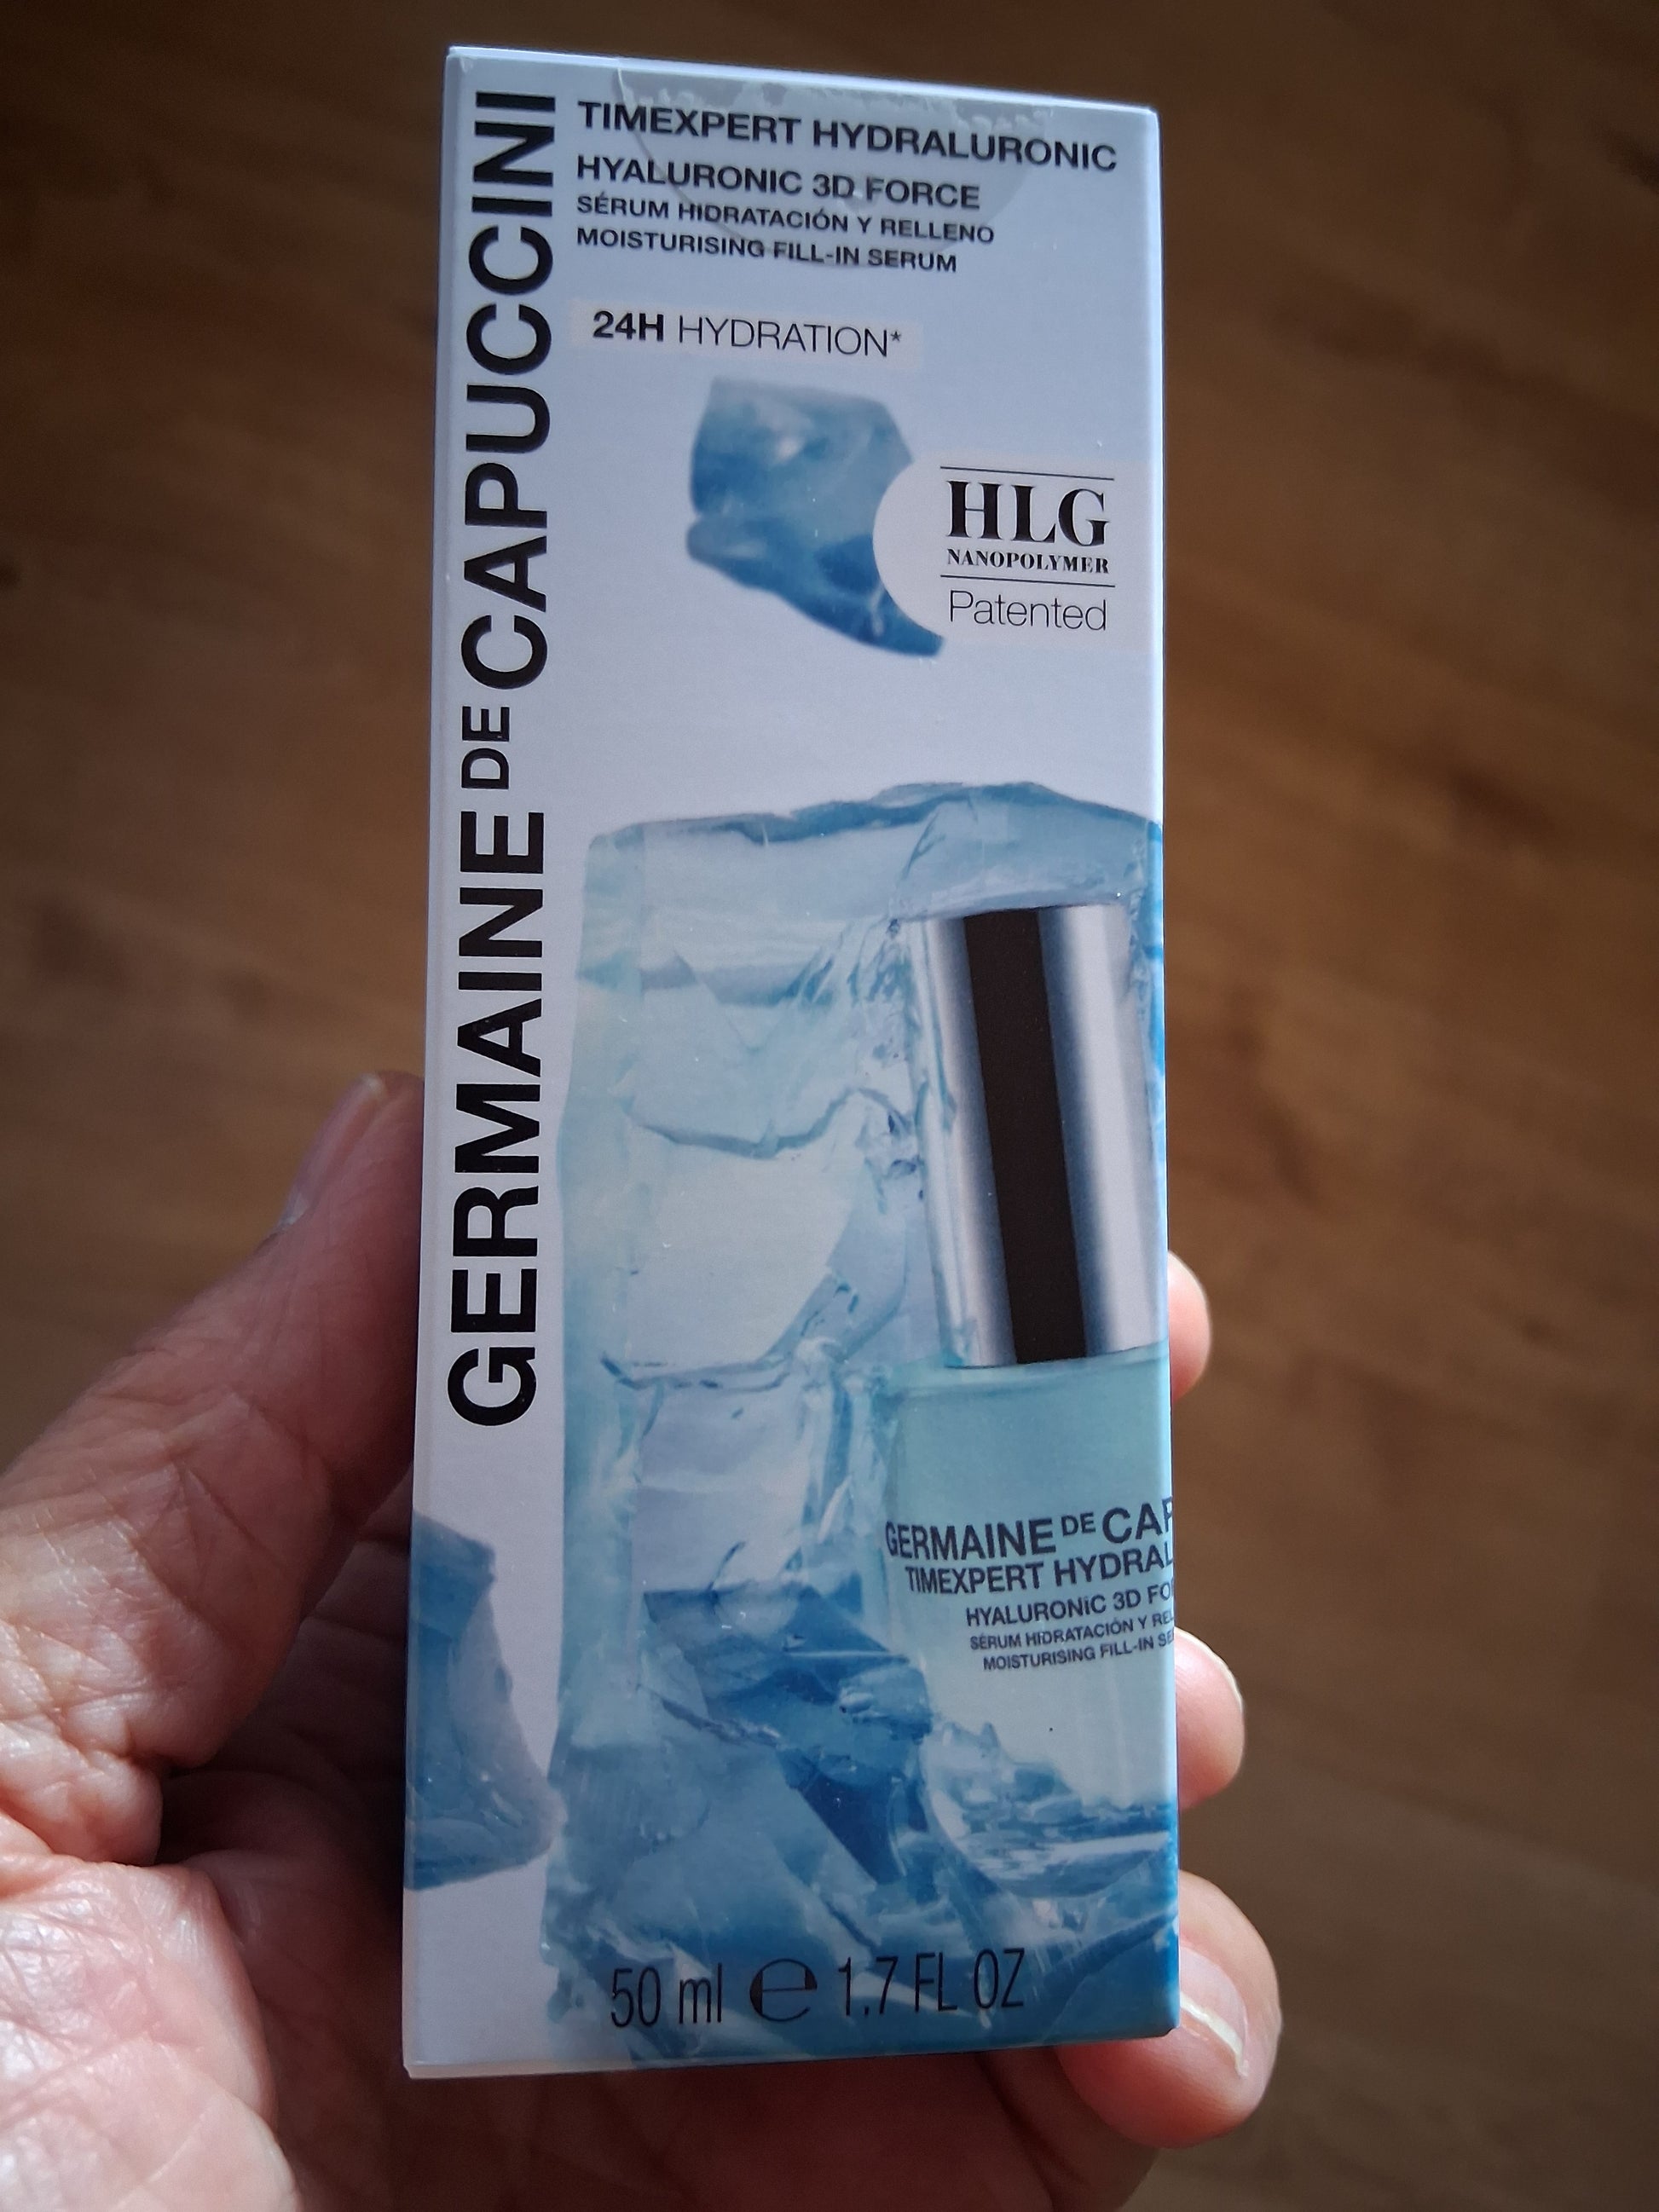 GERMAINE DE CAPUCCINI
TIMEXPERT HYDRALURONIC
HYALURONIC 3D FORCE
SÉRUM HIDRATACIÓN Y RELLENO
MOISTURISING FILL-IN SERUM
24H HYDRATION*
HLG
NANOPOLYMER
Patented
GERMAINE DE CAP
TIMEXPERT HYDRAL
HYALURONiC 3D FO
SÉRUM HIDRATACIÓN Y REL
MOISTURISING FILL-IN SE
50 ml ℮ 1.7 FL OZ